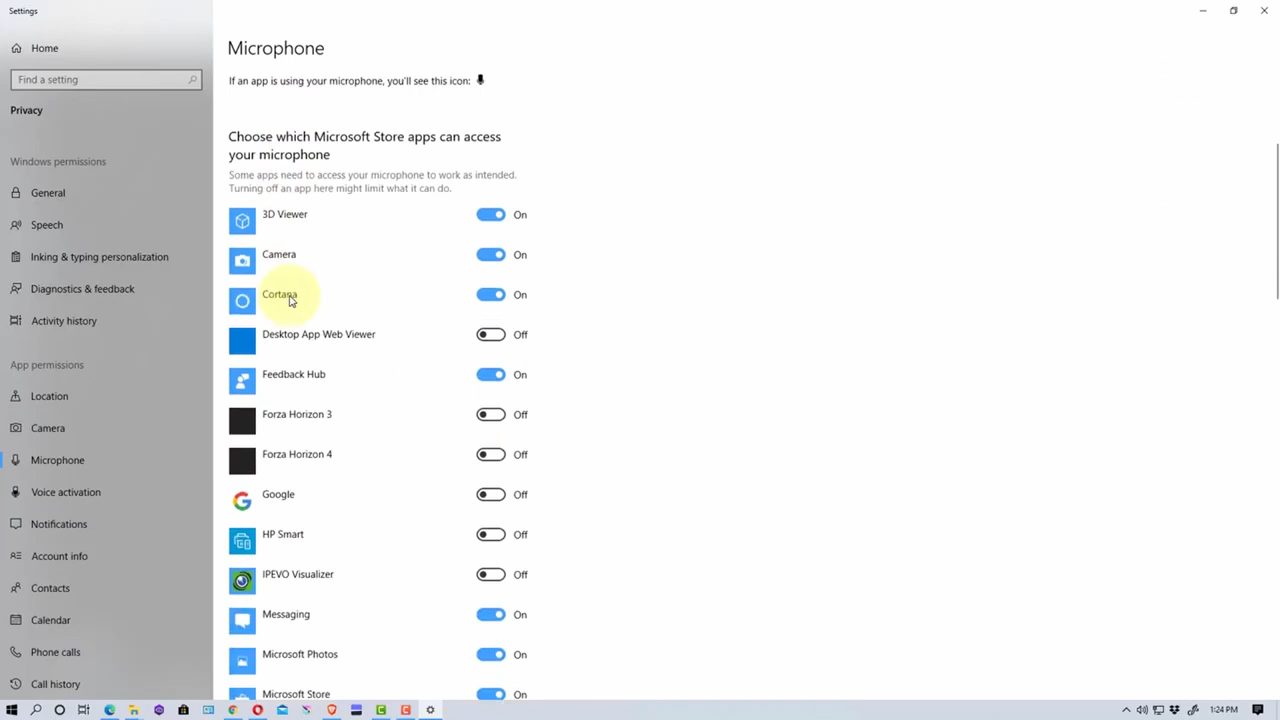 Settings
Home
Find a setting
Privacy
Windows permissions
General
Speech
Inking & typing personalization
Diagnostics & feedback
Activity history
App permissions
Location
Camera
Microphone
Voice activation
Notifications
Account info
Contacts
Calendar
Phone calls
Call history
Microphone
If an app is using your microphone, you'll see this icon:
Choose which Microsoft Store apps can access
your microphone
Some apps need to access your microphone to work as intended.
Turning off an app here might limit what it can do.
3D Viewer On
Camera On
Cortana On
Desktop App Web Viewer Off
Feedback Hub On
Forza Horizon 3 Off
Forza Horizon 4 Off
Google Off
HP Smart Off
IPEVO Visualizer Off
Messaging On
Microsoft Photos On
Microsoft Store On
1:24 PM